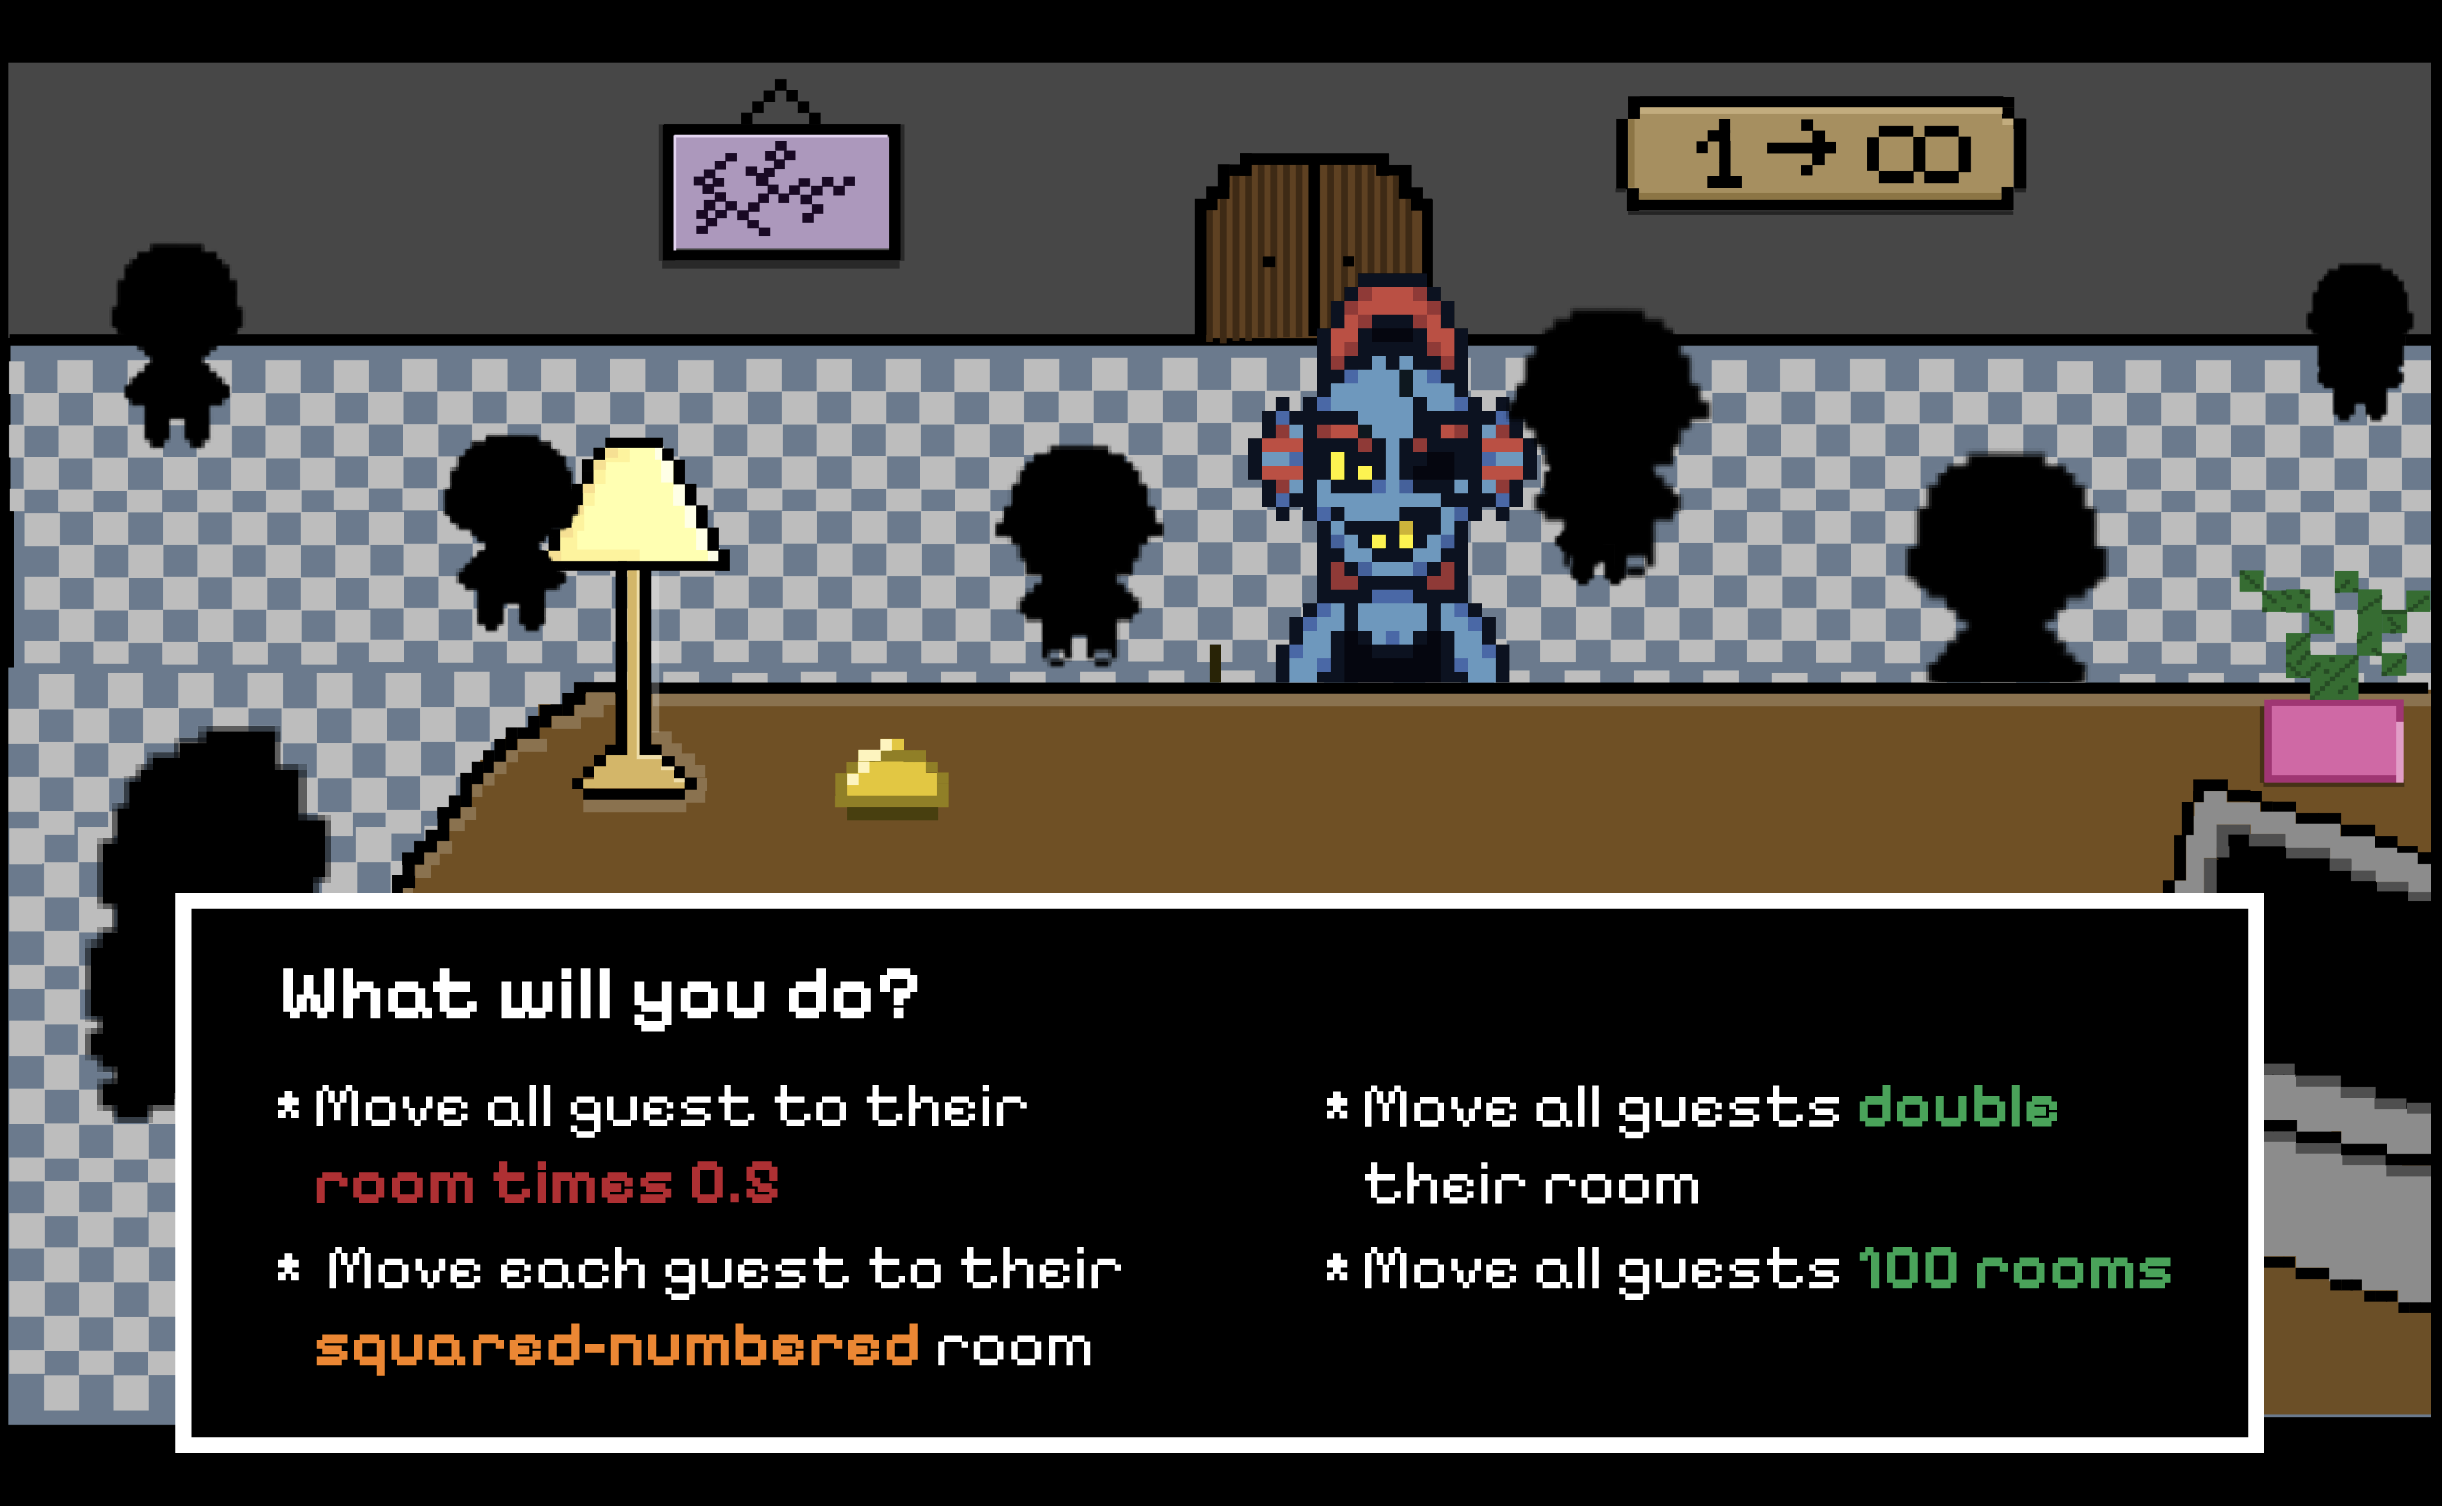 1 → ∞
What will you do?
* Move all guest to their
room times 0.9
* Move each guest to their
squared-numbered room
* Move all guests double
their room
* Move all guests 100 rooms